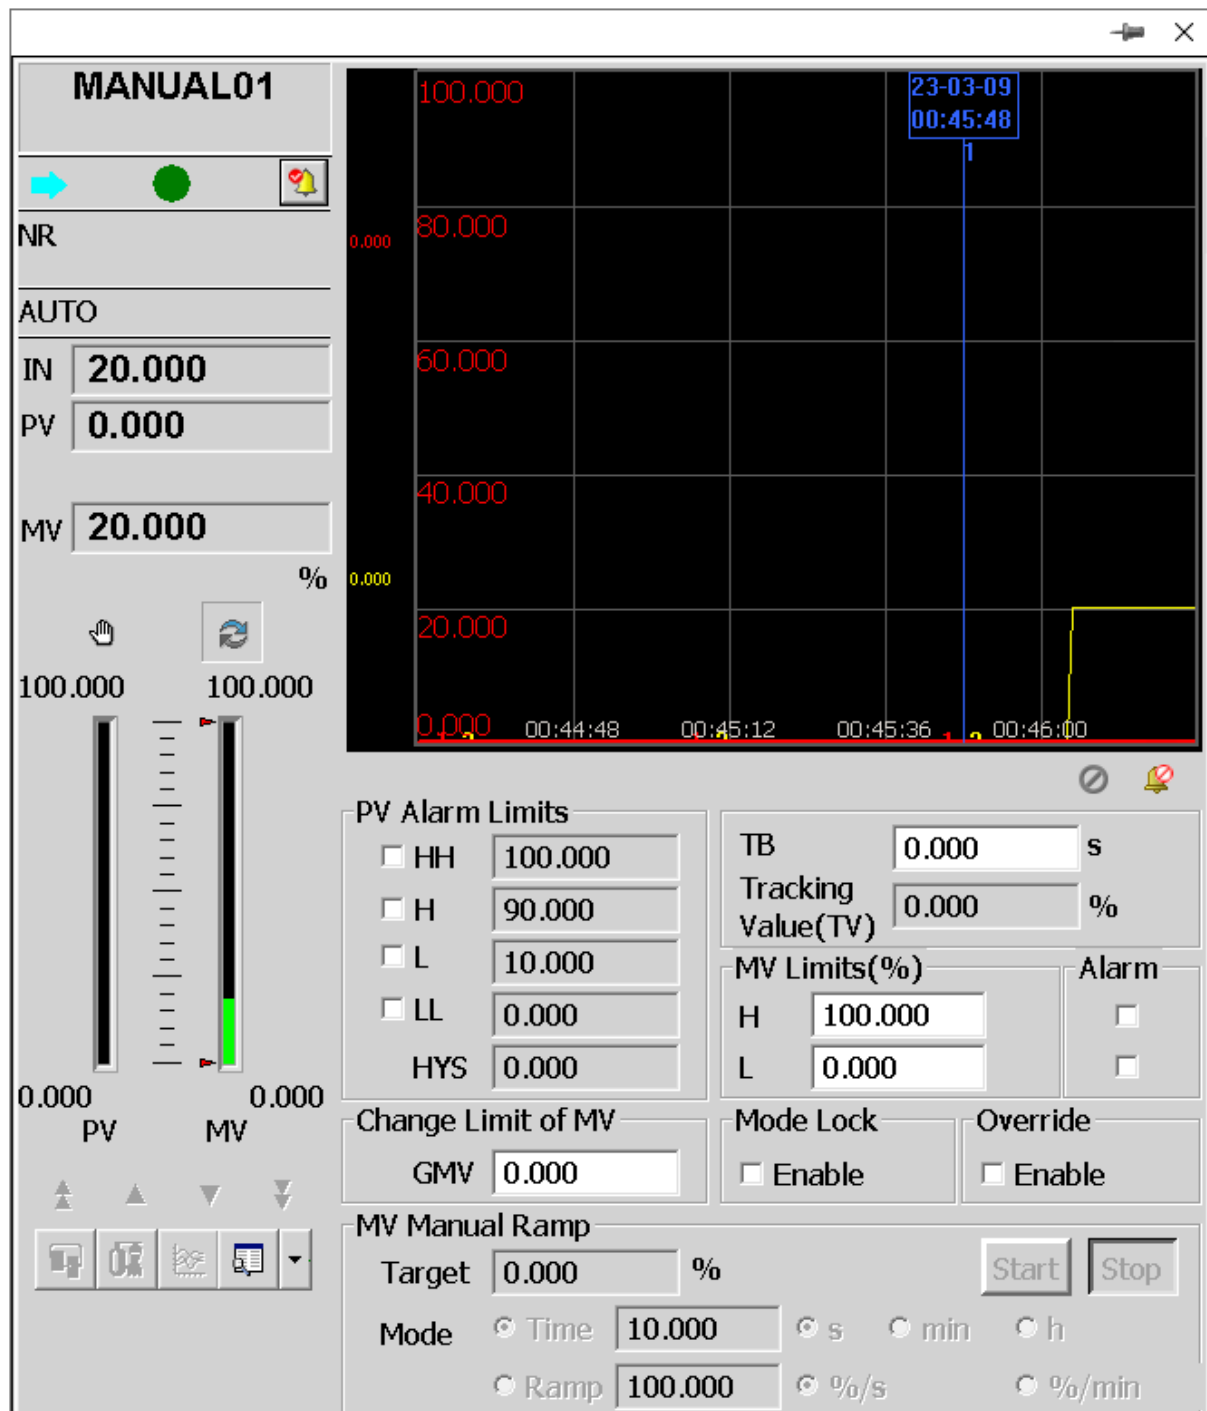 MANUAL01
NR
AUTO
IN 20.000
PV 0.000
MV 20.000
%
100.000 100.000
0.000 0.000
PV MV
100.000
80.000
60.000
40.000
20.000
0.000
0.000
0.000
23-03-09
00:45:48
1
00:44:48 00:45:12 00:45:36 00:46:00
1 2 1 2 1 2
PV Alarm Limits
HH 100.000
H 90.000
L 10.000
LL 0.000
HYS 0.000
TB 0.000 s
Tracking
Value(TV) 0.000 %
MV Limits(%) Alarm
H 100.000
L 0.000
Change Limit of MV
GMV 0.000
Mode Lock
Enable
Override
Enable
MV Manual Ramp
Target 0.000 % Start Stop
Mode Time 10.000 s min h
Ramp 100.000 %/s %/min